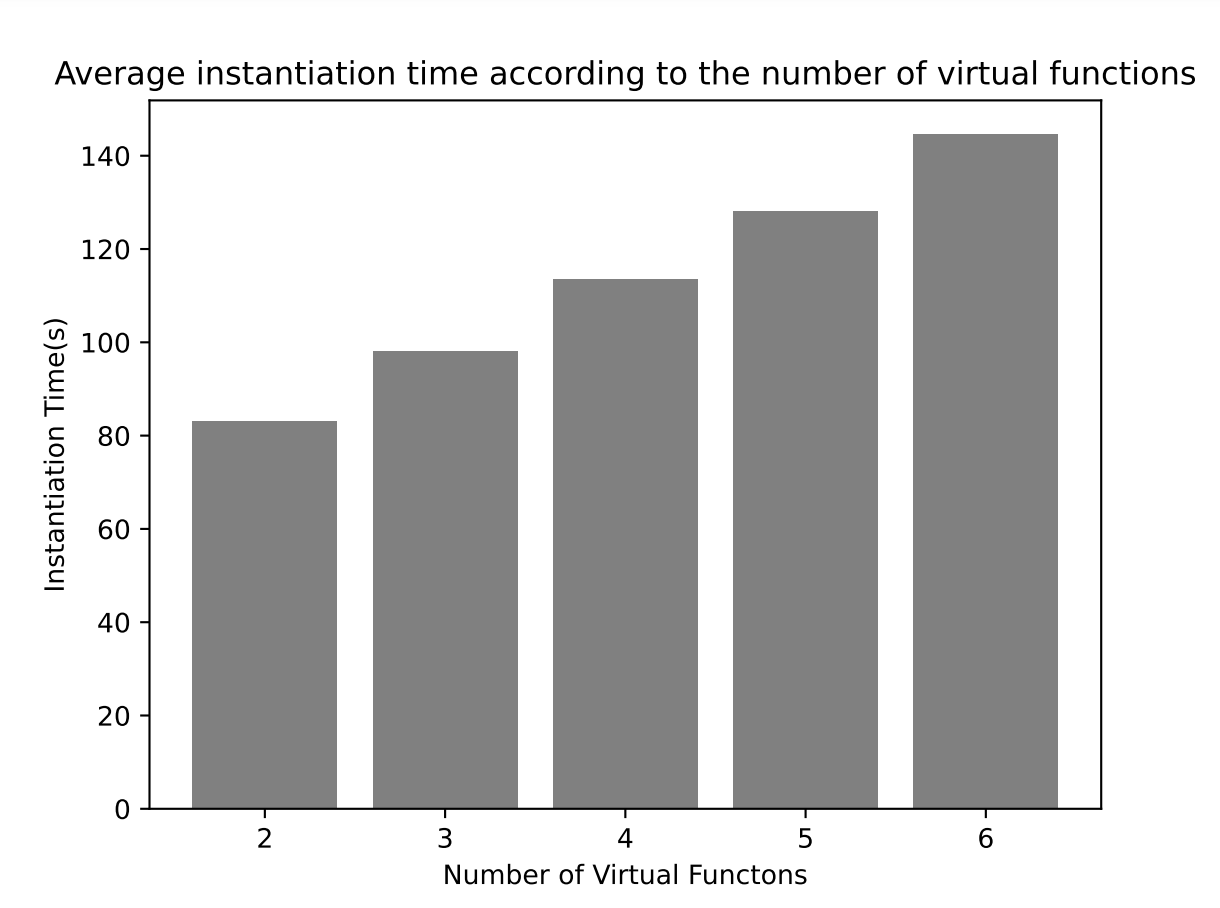 Average instantiation time according to the number of virtual functions
140
120
100
80
60
40
20
0
Instantiation Time(s)
2 3 4 5 6
Number of Virtual Functons